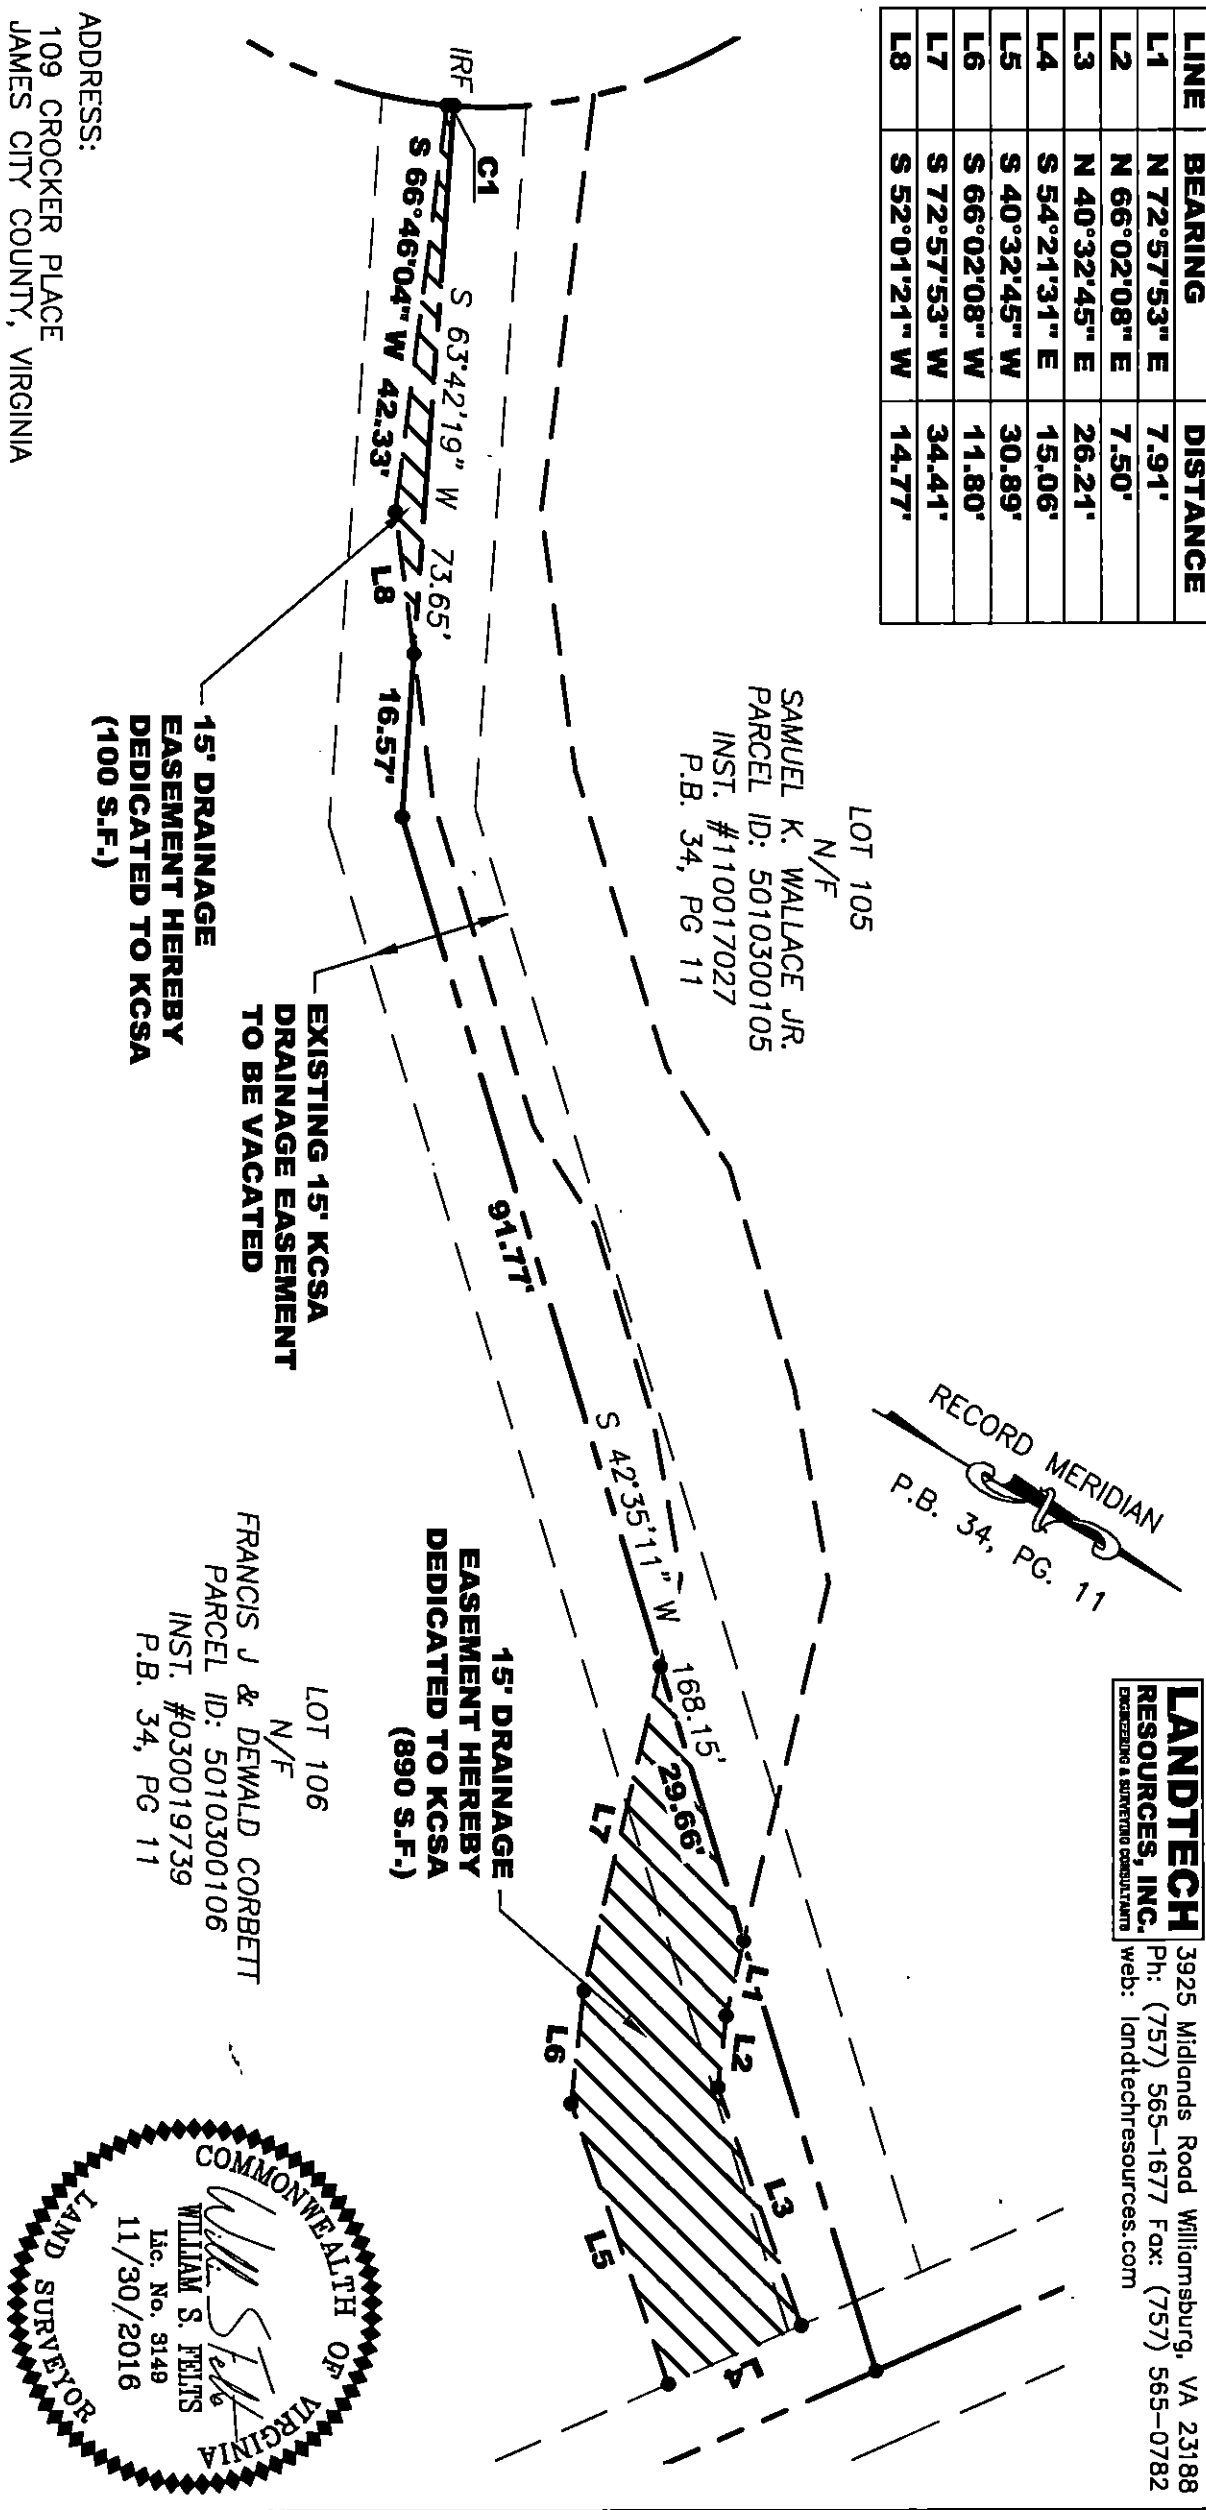 LINE BEARING DISTANCE
L1 N 72°57'53" E 7.91'
L2 N 66°02'08" E 7.50'
L3 N 40°32'45" E 26.21'
L4 S 54°21'31" E 15.06'
L5 S 40°32'45" W 30.89'
L6 S 66°02'08" W 11.80'
L7 S 72°57'53" W 34.41'
L8 S 52°01'21" W 14.77'
LANDTECH
RESOURCES, INC.
ENGINEERING & SURVEYING CONSULTANTS
3925 Midlands Road Williamsburg, VA 23188
Ph: (757) 565-1677 Fax: (757) 565-0782
web: landtechresources.com
RECORD MERIDIAN
P.B. 34, PG. 11
LOT 105
N/F
SAMUEL K. WALLACE JR.
PARCEL ID: 5010300105
INST. #110017027
P.B. 34, PG 11
IRF
C1
S 63°42'19" W 73.65'
S 66°46'04" W 42.33'
L8
16.57'
91.77'
S 42°35'11" W 168.15'
29.66'
L1
L2
L3
L4
L5
L6
L7
15' DRAINAGE
EASEMENT HEREBY
DEDICATED TO KCSA
(100 S.F.)
EXISTING 15' KCSA
DRAINAGE EASEMENT
TO BE VACATED
15' DRAINAGE
EASEMENT HEREBY
DEDICATED TO KCSA
(890 S.F.)
LOT 106
N/F
FRANCIS J & DEWALD CORBETT
PARCEL ID: 5010300106
INST. #030019739
P.B. 34, PG 11
ADDRESS:
109 CROCKER PLACE
JAMES CITY COUNTY, VIRGINIA
COMMONWEALTH OF VIRGINIA
William S. Felts
WILLIAM S. FELTS
Lic. No. 3149
11/30/2016
LAND SURVEYOR